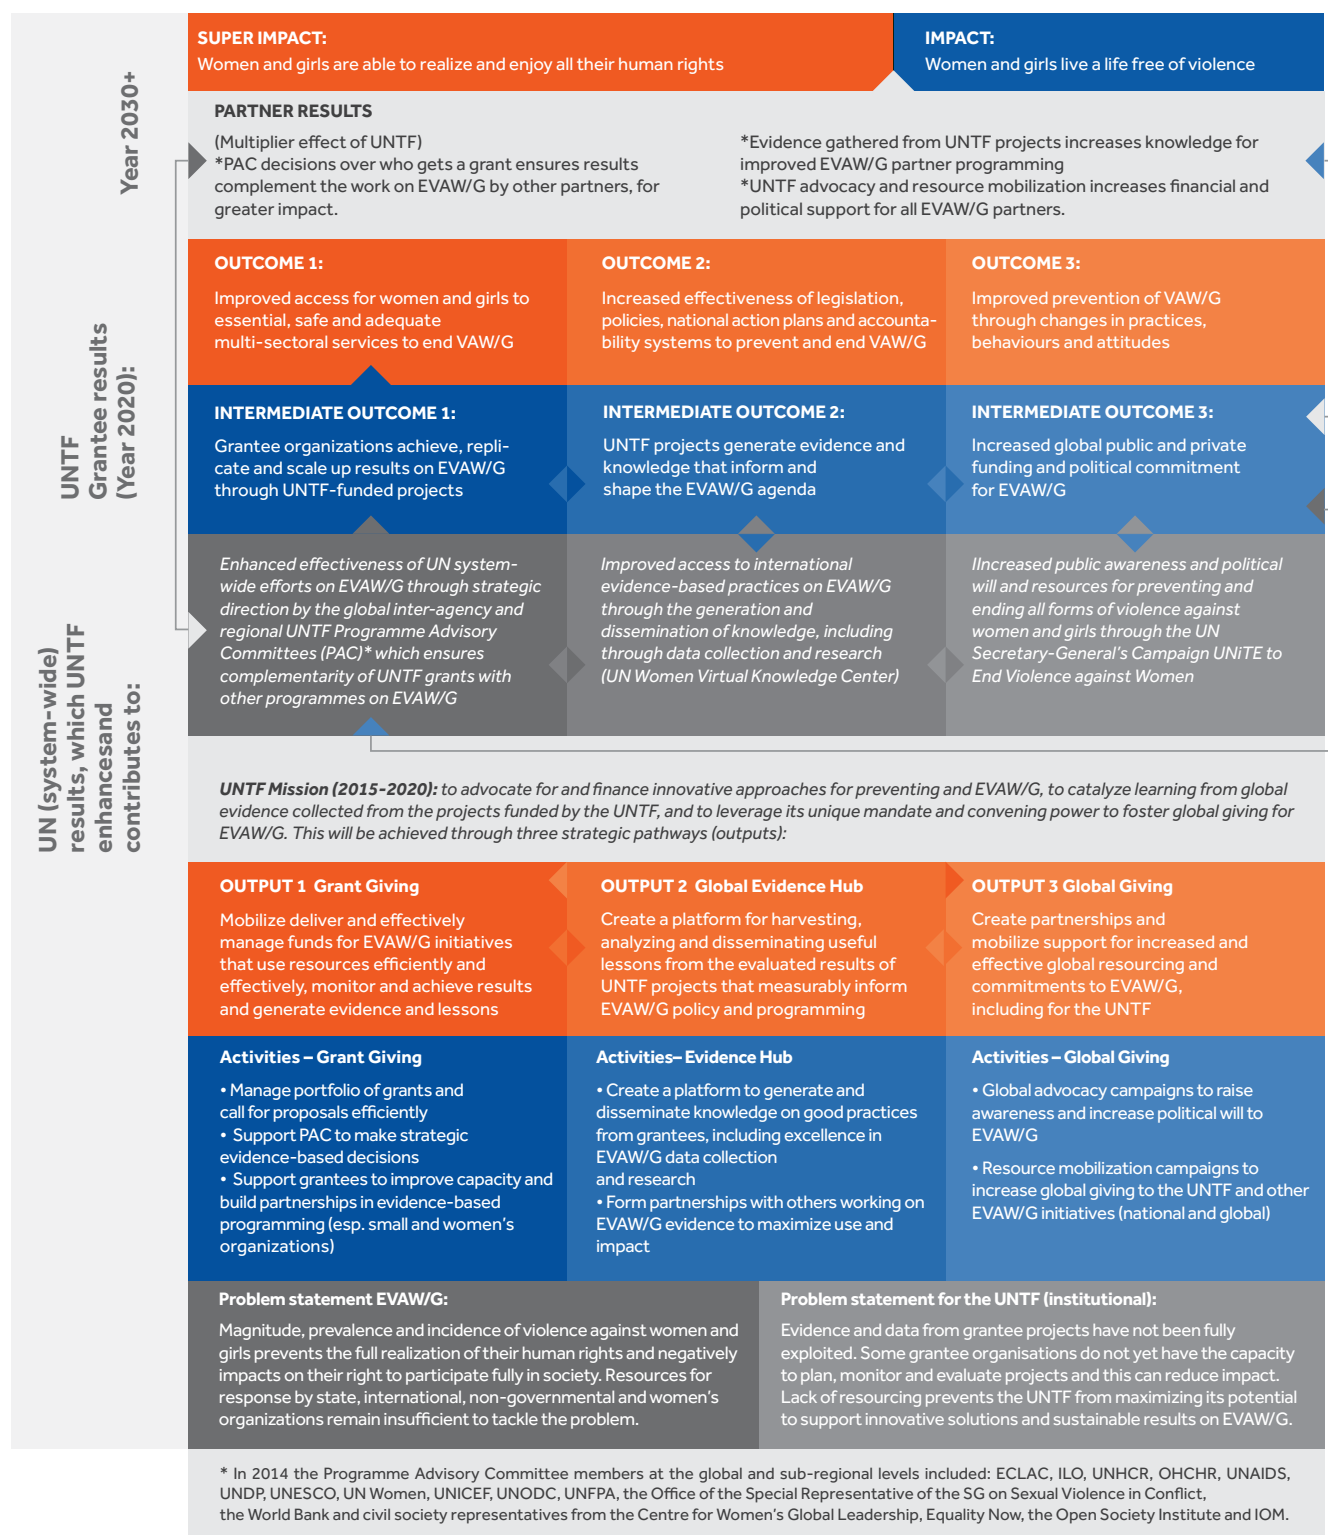 SUPER IMPACT:
Women and girls are able to realize and enjoy all their human rights
IMPACT:
Women and girls live a life free of violence
Year 2030+
PARTNER RESULTS
(Multiplier effect of UNTF)
*PAC decisions over who gets a grant ensures results
complement the work on EVAW/G by other partners, for
greater impact.
*Evidence gathered from UNTF projects increases knowledge for
improved EVAW/G partner programming
*UNTF advocacy and resource mobilization increases financial and
political support for all EVAW/G partners.
UNTF
Grantee results
(Year 2020):
OUTCOME 1:
Improved access for women and girls to
essential, safe and adequate
multi-sectoral services to end VAW/G
OUTCOME 2:
Increased effectiveness of legislation,
policies, national action plans and accounta-
bility systems to prevent and end VAW/G
OUTCOME 3:
Improved prevention of VAW/G
through changes in practices,
behaviours and attitudes
INTERMEDIATE OUTCOME 1:
Grantee organizations achieve, repli-
cate and scale up results on EVAW/G
through UNTF-funded projects
INTERMEDIATE OUTCOME 2:
UNTF projects generate evidence and
knowledge that inform and
shape the EVAW/G agenda
INTERMEDIATE OUTCOME 3:
Increased global public and private
funding and political commitment
for EVAW/G
UN (system-wide)
results, which UNTF
enhancesand
contributes to:
Enhanced effectiveness of UN system-
wide efforts on EVAW/G through strategic
direction by the global inter-agency and
regional UNTF Programme Advisory
Committees (PAC)* which ensures
complementarity of UNTF grants with
other programmes on EVAW/G
Improved access to international
evidence-based practices on EVAW/G
through the generation and
dissemination of knowledge, including
through data collection and research
(UN Women Virtual Knowledge Center)
IIncreased public awareness and political
will and resources for preventing and
ending all forms of violence against
women and girls through the UN
Secretary-General's Campaign UNiTE to
End Violence against Women
UNTF Mission (2015-2020): to advocate for and finance innovative approaches for preventing and EVAW/G, to catalyze learning from global
evidence collected from the projects funded by the UNTF, and to leverage its unique mandate and convening power to foster global giving for
EVAW/G. This will be achieved through three strategic pathways (outputs):
OUTPUT 1 Grant Giving
Mobilize deliver and effectively
manage funds for EVAW/G initiatives
that use resources efficiently and
effectively, monitor and achieve results
and generate evidence and lessons
OUTPUT 2 Global Evidence Hub
Create a platform for harvesting,
analyzing and disseminating useful
lessons from the evaluated results of
UNTF projects that measurably inform
EVAW/G policy and programming
OUTPUT 3 Global Giving
Create partnerships and
mobilize support for increased and
effective global resourcing and
commitments to EVAW/G,
including for the UNTF
Activities – Grant Giving
• Manage portfolio of grants and
call for proposals efficiently
• Support PAC to make strategic
evidence-based decisions
• Support grantees to improve capacity and
build partnerships in evidence-based
programming (esp. small and women's
organizations)
Activities– Evidence Hub
• Create a platform to generate and
disseminate knowledge on good practices
from grantees, including excellence in
EVAW/G data collection
and research
• Form partnerships with others working on
EVAW/G evidence to maximize use and
impact
Activities – Global Giving
• Global advocacy campaigns to raise
awareness and increase political will to
EVAW/G
• Resource mobilization campaigns to
increase global giving to the UNTF and other
EVAW/G initiatives (national and global)
Problem statement EVAW/G:
Magnitude, prevalence and incidence of violence against women and
girls prevents the full realization of their human rights and negatively
impacts on their right to participate fully in society. Resources for
response by state, international, non-governmental and women's
organizations remain insufficient to tackle the problem.
Problem statement for the UNTF (institutional):
Evidence and data from grantee projects have not been fully
exploited. Some grantee organisations do not yet have the capacity
to plan, monitor and evaluate projects and this can reduce impact.
Lack of resourcing prevents the UNTF from maximizing its potential
to support innovative solutions and sustainable results on EVAW/G.
* In 2014 the Programme Advisory Committee members at the global and sub-regional levels included: ECLAC, ILO, UNHCR, OHCHR, UNAIDS,
UNDP, UNESCO, UN Women, UNICEF, UNODC, UNFPA, the Office of the Special Representative of the SG on Sexual Violence in Conflict,
the World Bank and civil society representatives from the Centre for Women's Global Leadership, Equality Now, the Open Society Institute and IOM.